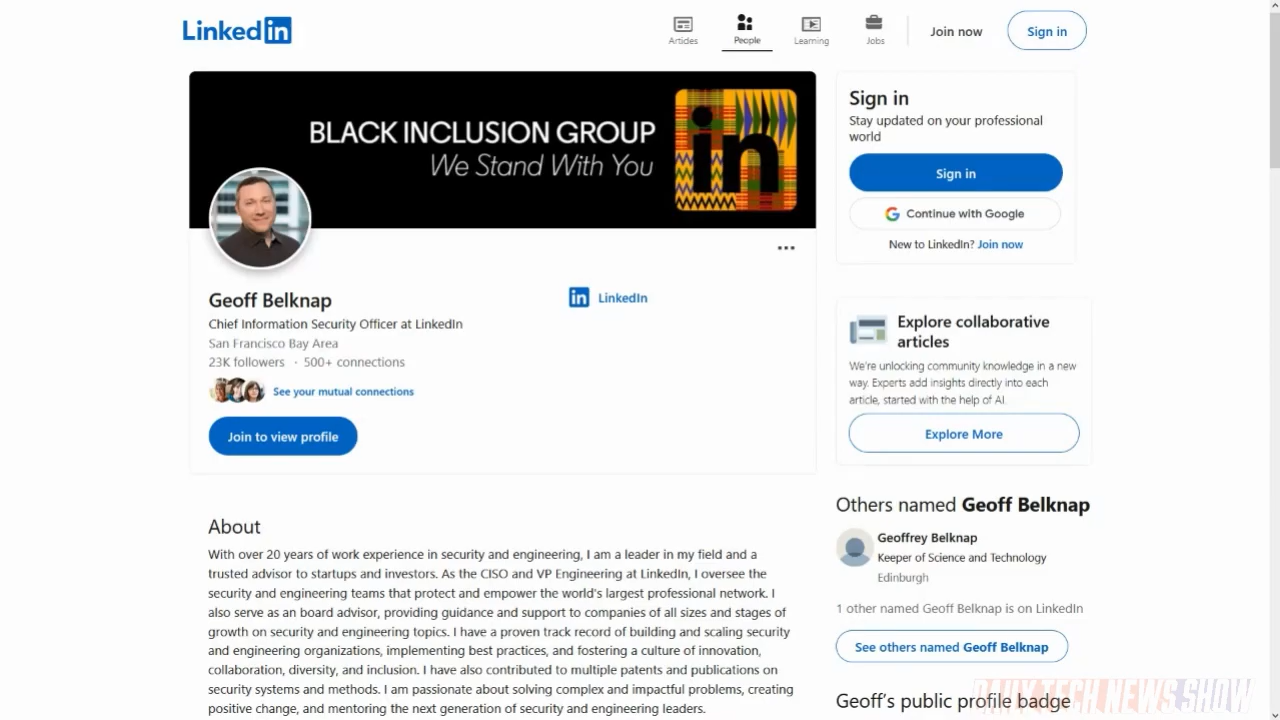 Linked in
Articles
People
Learning
Jobs
Join now
Sign in
BLACK INCLUSION GROUP
We Stand With You
in
Geoff Belknap
Chief Information Security Officer at LinkedIn
San Francisco Bay Area
23K followers · 500+ connections
See your mutual connections
Join to view profile
in LinkedIn
About
With over 20 years of work experience in security and engineering, I am a leader in my field and a
trusted advisor to startups and investors. As the CISO and VP Engineering at LinkedIn, I oversee the
security and engineering teams that protect and empower the world's largest professional network. I
also serve as an board advisor, providing guidance and support to companies of all sizes and stages of
growth on security and engineering topics. I have a proven track record of building and scaling security
and engineering organizations, implementing best practices, and fostering a culture of innovation,
collaboration, diversity, and inclusion. I have also contributed to multiple patents and publications on
security systems and methods. I am passionate about solving complex and impactful problems, creating
positive change, and mentoring the next generation of security and engineering leaders.
Sign in
Stay updated on your professional
world
Sign in
Continue with Google
New to LinkedIn? Join now
Explore collaborative
articles
We're unlocking community knowledge in a new
way. Experts add insights directly into each
article, started with the help of AI.
Explore More
Others named Geoff Belknap
Geoffrey Belknap
Keeper of Science and Technology
Edinburgh
1 other named Geoff Belknap is on LinkedIn
See others named Geoff Belknap
Geoff's public profile badge
DAILY TECH NEWS SHOW